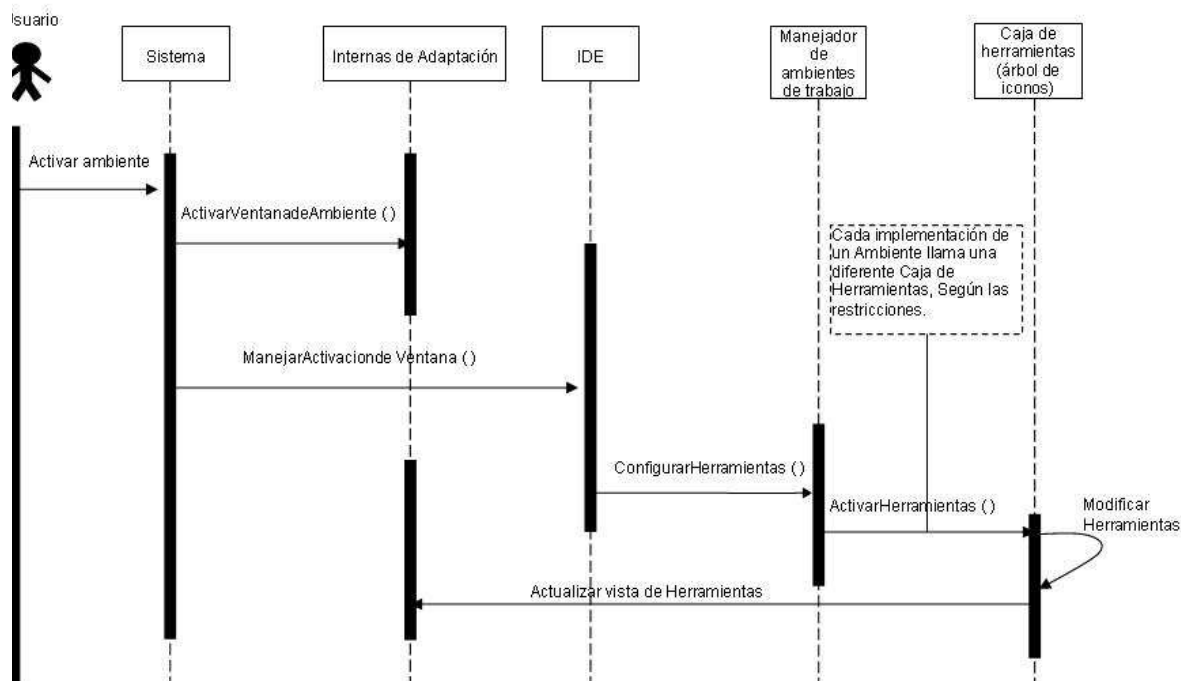 suario
Sistema
Internas de Adaptación
IDE
Manejador
de
ambientes
de trabajo
Caja de
herramientas
(árbol de
iconos)
Activar ambiente
ActivarVentanadeAmbiente ( )
Cada implementación de
un Ambiente llama una
diferente Caja de
Herramientas, Según las
restricciones.
ManejarActivacionde Ventana ( )
ConfigurarHerramientas ( )
ActivarHerramientas ( )
Modificar
Herramientas
Actualizar vista de Herramientas